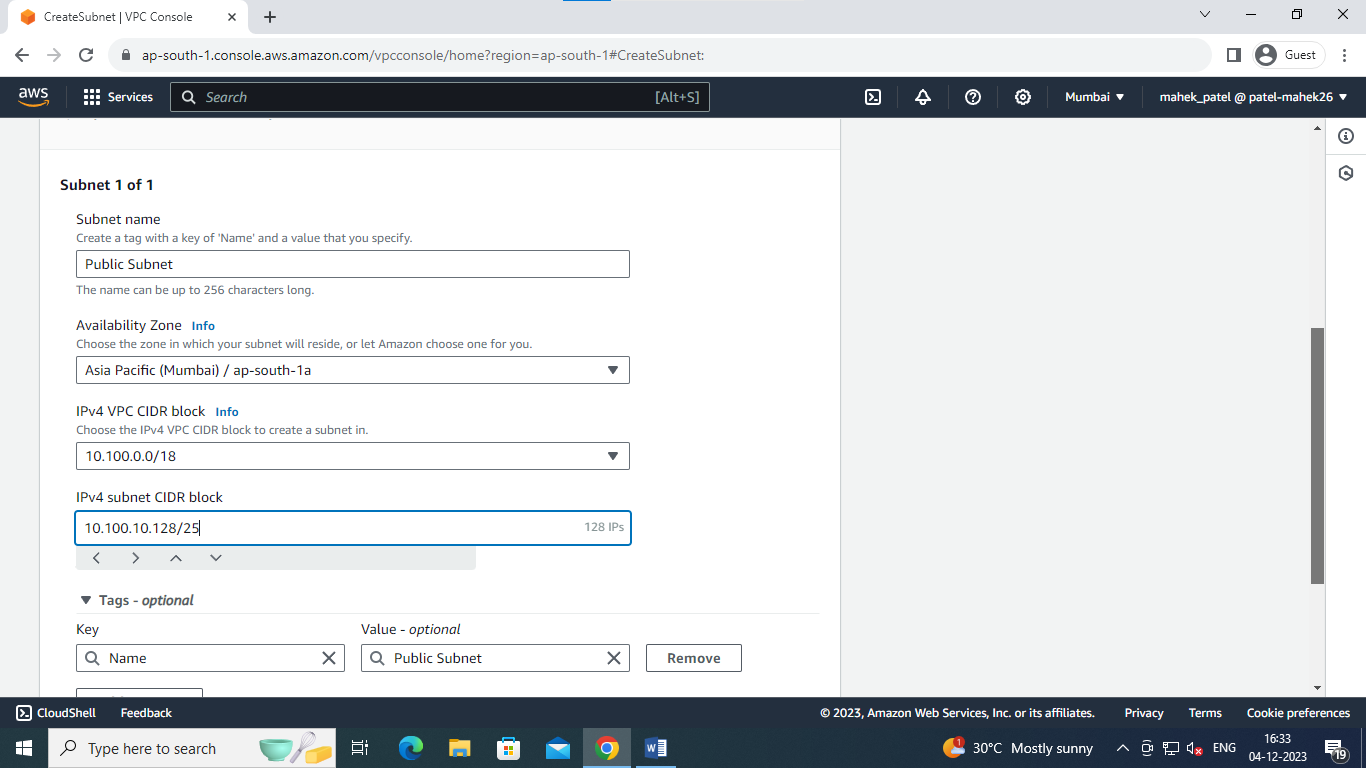 CreateSubnet | VPC Console
ap-south-1.console.aws.amazon.com/vpcconsole/home?region=ap-south-1#CreateSubnet:
Guest
aws
Services
Search
[Alt+S]
Mumbai
mahek_patel @ patel-mahek26
Subnet 1 of 1
Subnet name
Create a tag with a key of 'Name' and a value that you specify.
Public Subnet
The name can be up to 256 characters long.
Availability Zone Info
Choose the zone in which your subnet will reside, or let Amazon choose one for you.
Asia Pacific (Mumbai) / ap-south-1a
IPv4 VPC CIDR block Info
Choose the IPv4 VPC CIDR block to create a subnet in.
10.100.0.0/18
IPv4 subnet CIDR block
10.100.10.128/25
128 IPs
Tags - optional
Key
Value - optional
Name
Public Subnet
Remove
CloudShell
Feedback
© 2023, Amazon Web Services, Inc. or its affiliates.
Privacy
Terms
Cookie preferences
Type here to search
1
30°C Mostly sunny
ENG
16:33
04-12-2023
19